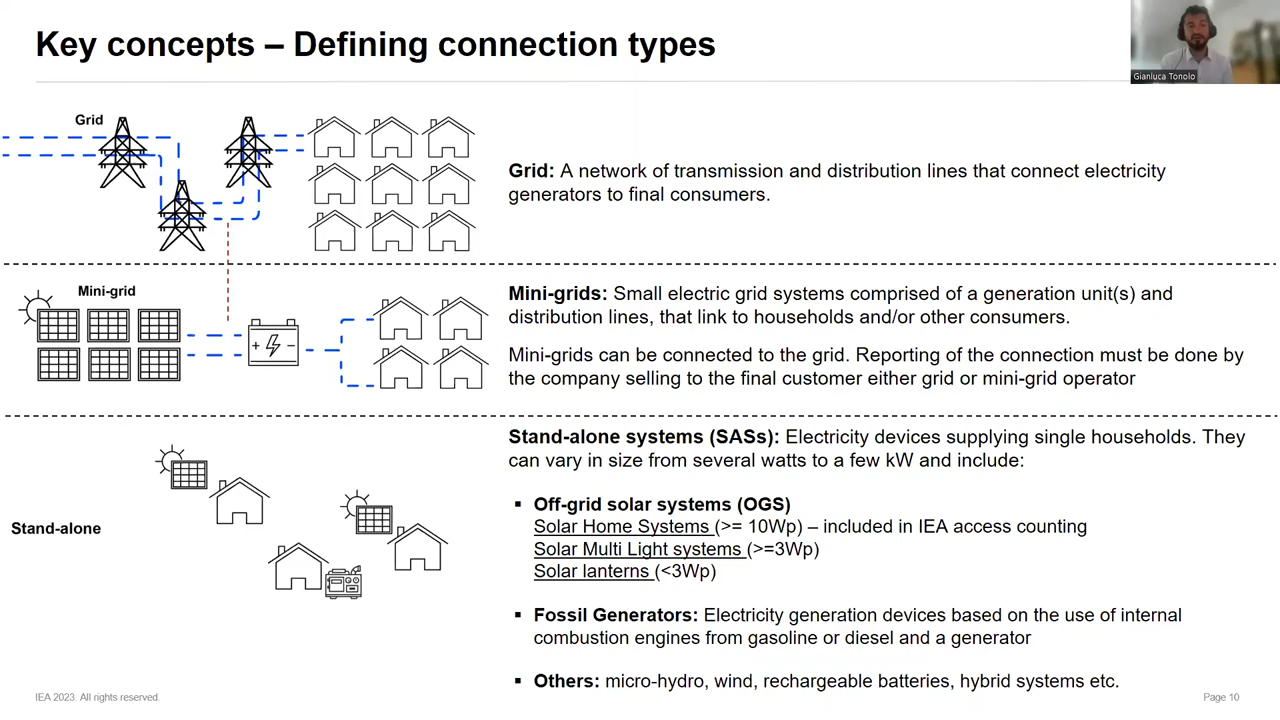 Key concepts – Defining connection types
Gianluca Tonolo
Grid
Grid: A network of transmission and distribution lines that connect electricity
generators to final consumers.
Mini-grid
Mini-grids: Small electric grid systems comprised of a generation unit(s) and
distribution lines, that link to households and/or other consumers.
Mini-grids can be connected to the grid. Reporting of the connection must be done by
the company selling to the final customer either grid or mini-grid operator
Stand-alone
Stand-alone systems (SASs): Electricity devices supplying single households. They
can vary in size from several watts to a few kW and include:
▪ Off-grid solar systems (OGS)
Solar Home Systems (>= 10Wp) – included in IEA access counting
Solar Multi Light systems (>=3Wp)
Solar lanterns (<3Wp)
▪ Fossil Generators: Electricity generation devices based on the use of internal
combustion engines from gasoline or diesel and a generator
▪ Others: micro-hydro, wind, rechargeable batteries, hybrid systems etc.
IEA 2023. All rights reserved.
Page 10